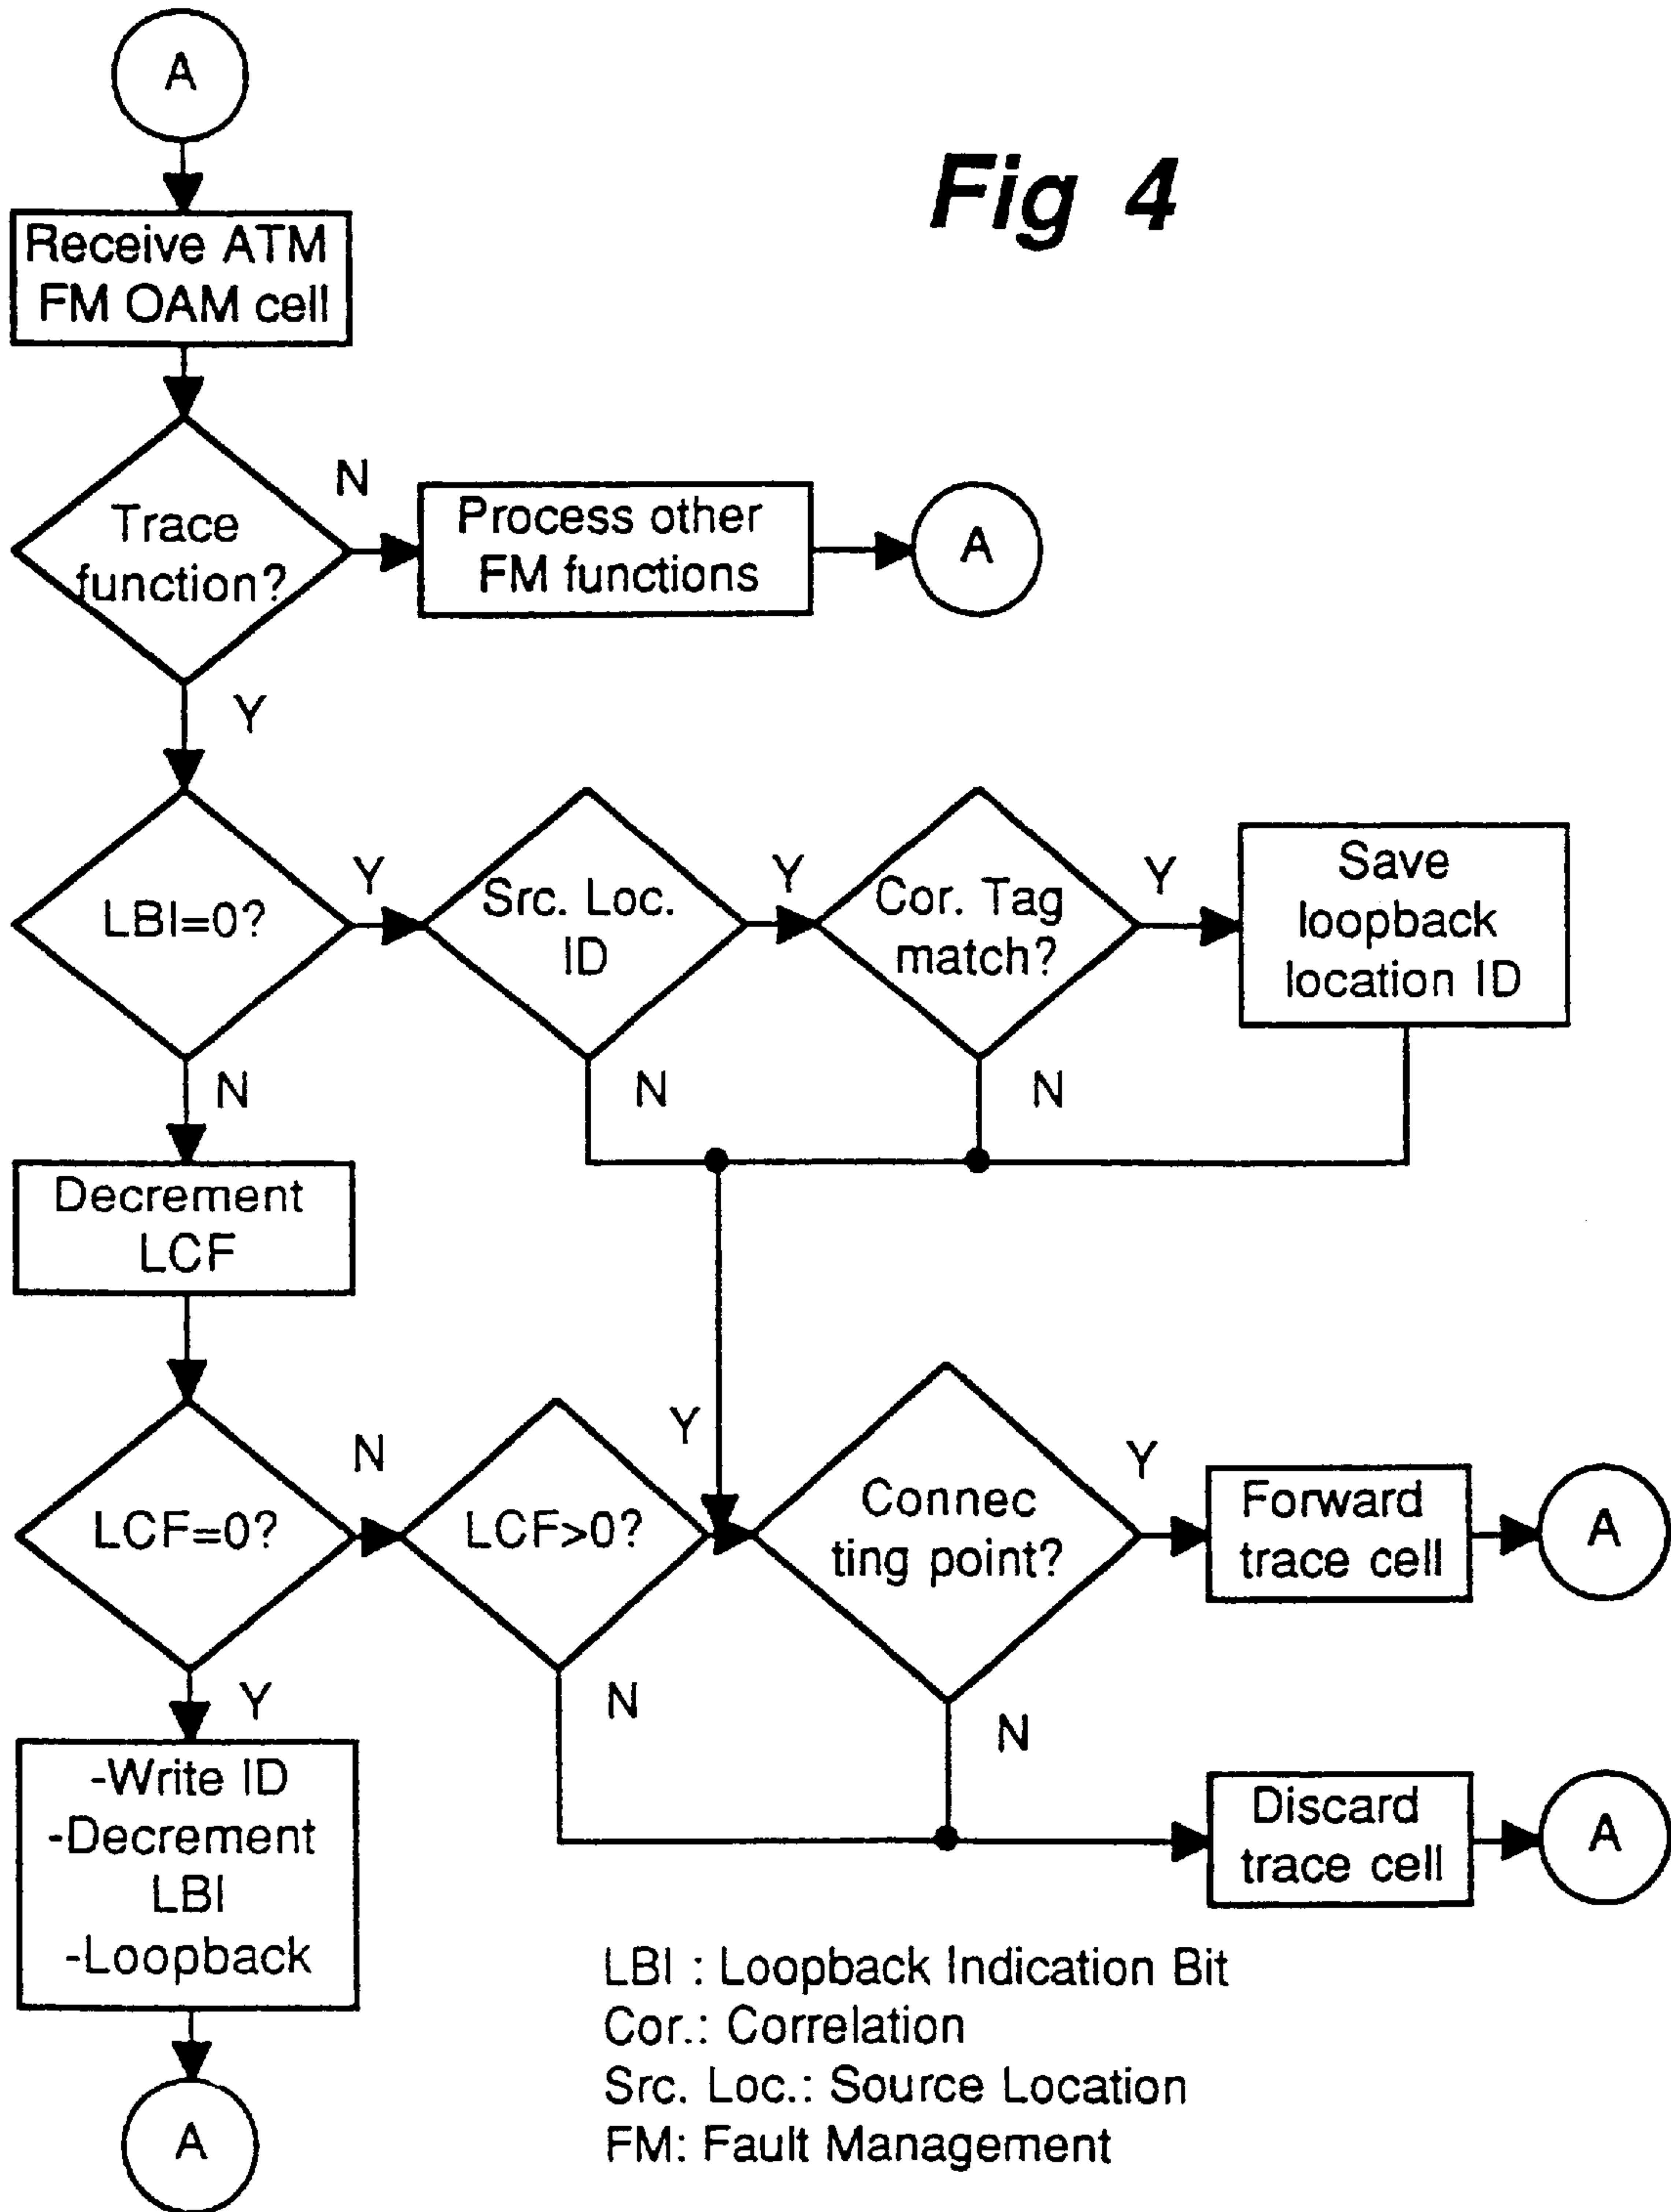 A
Fig 4
Receive ATM
FM OAM cell
Trace
function?
N
Process other
FM functions
A
Y
LBI=0?
Y
Src. Loc.
ID
Y
Cor. Tag
match?
Y
Save
loopback
location ID
N
N
N
Decrement
LCF
LCF=0?
N
LCF>0?
Y
Connec
ting point?
Y
Forward
trace cell
A
Y
N
N
-Write ID
-Decrement
LBI
-Loopback
Discard
trace cell
A
A
LBI : Loopback Indication Bit
Cor.: Correlation
Src. Loc.: Source Location
FM: Fault Management